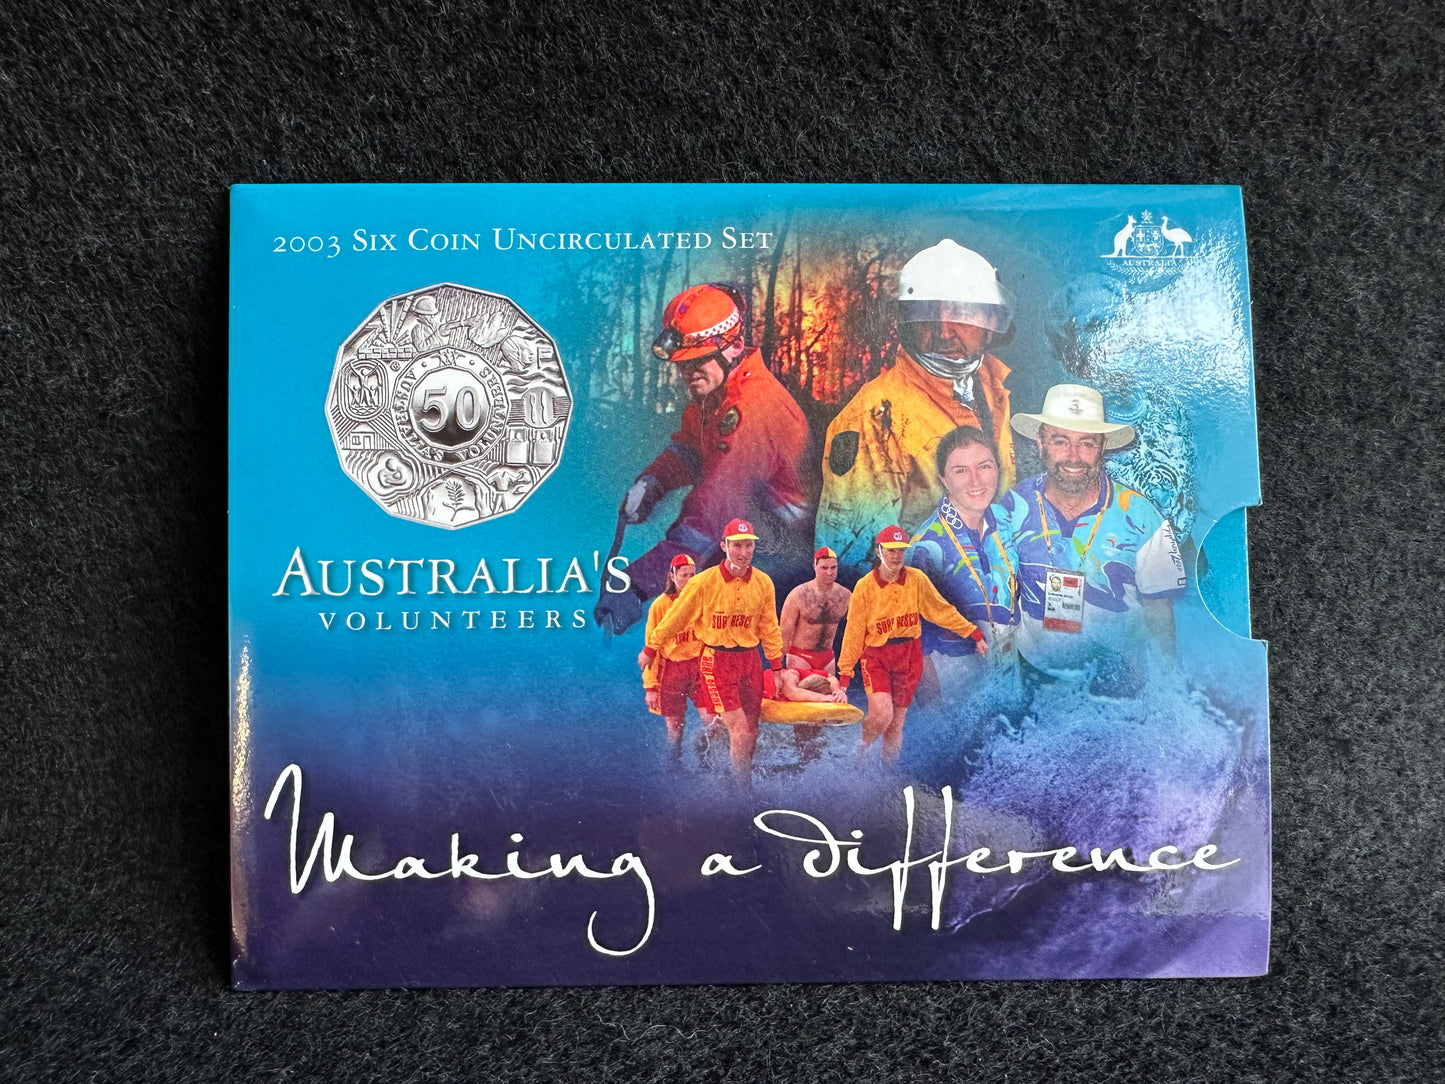 2003 SIX COIN UNCIRCULATED SET
AUSTRALIA
50
AUSTRALIA'S VOLUNTEERS
AUSTRALIA'S
VOLUNTEERS
SURF RESCUE
SURF RESCUE
Making a difference